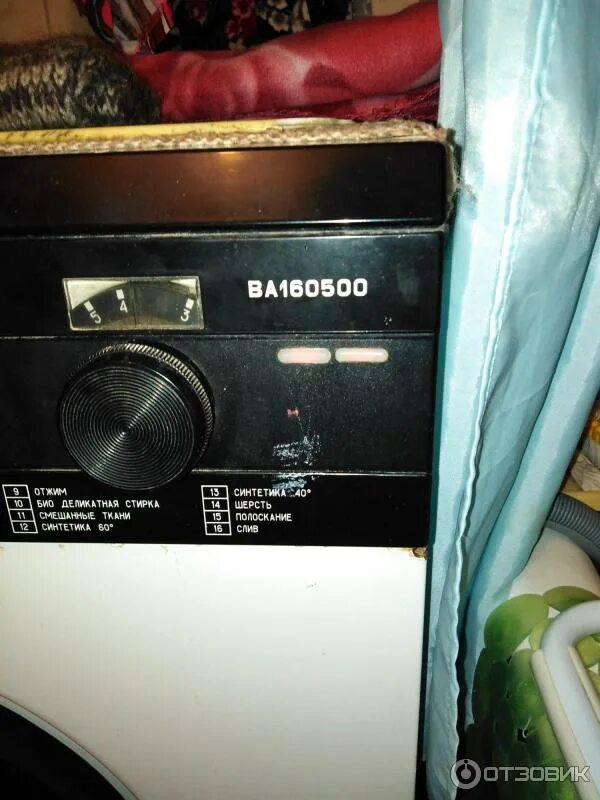 BA160500
5 4 3
9 ОТЖИМ
10 БИО ДЕЛИКАТНАЯ СТИРКА
11 СМЕШАННЫЕ ТКАНИ
12 СИНТЕТИКА 60°
13 СИНТЕТИКА 40°
14 ШЕРСТЬ
15 ПОЛОСКАНИЕ
16 СЛИВ
ОТЗОВИК